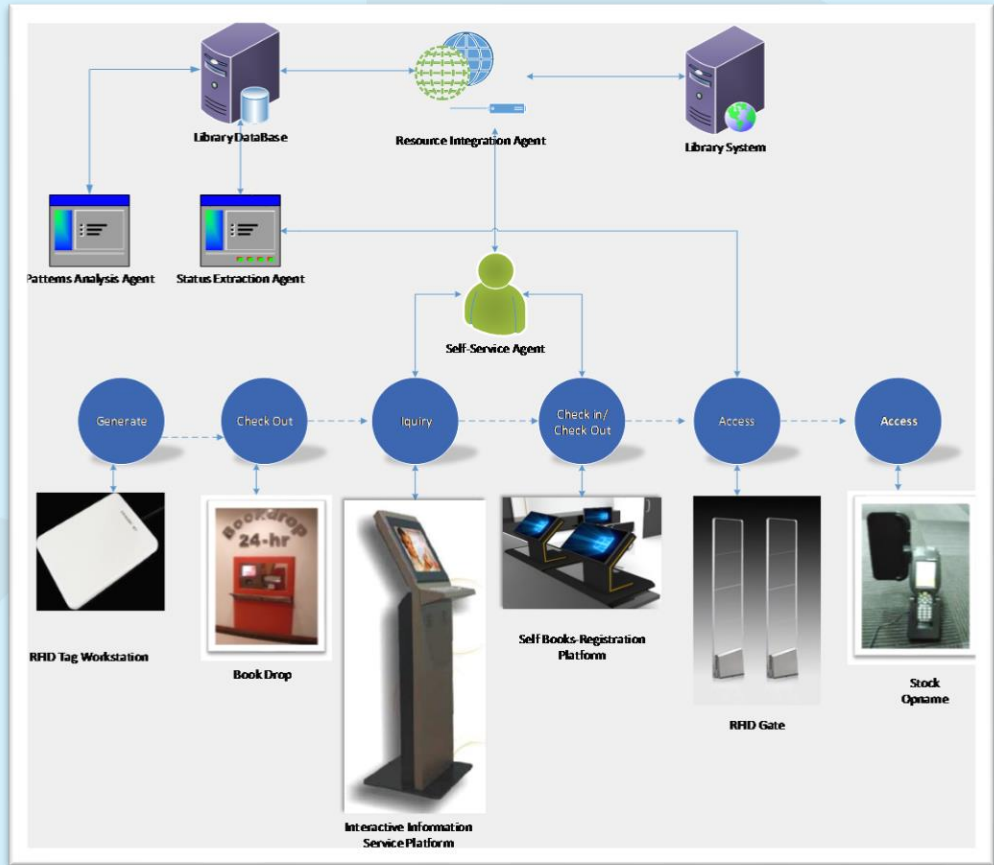 Library DataBase
Resource Integration Agent
Library System
Patterns Analysis Agent
Status Extraction Agent
Self-Service Agent
Generate
Check Out
Iquiry
Check in/
Check Out
Access
Access
Bookdrop
24-hr
RFID Tag Workstation
Book Drop
Self Books-Registration
Platform
RFID Gate
Stock
Opname
Interactive Information
Service Platform